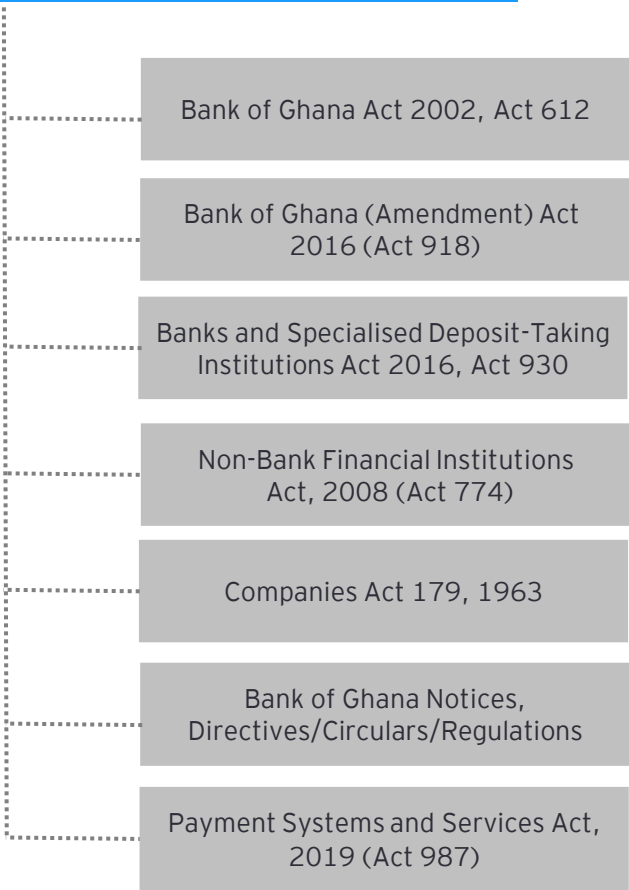 Bank of Ghana Act 2002, Act 612
Bank of Ghana (Amendment) Act
2016 (Act 918)
Banks and Specialised Deposit-Taking
Institutions Act 2016, Act 930
Non-Bank Financial Institutions
Act, 2008 (Act 774)
Companies Act 179, 1963
Bank of Ghana Notices,
Directives/Circulars/Regulations
Payment Systems and Services Act,
2019 (Act 987)